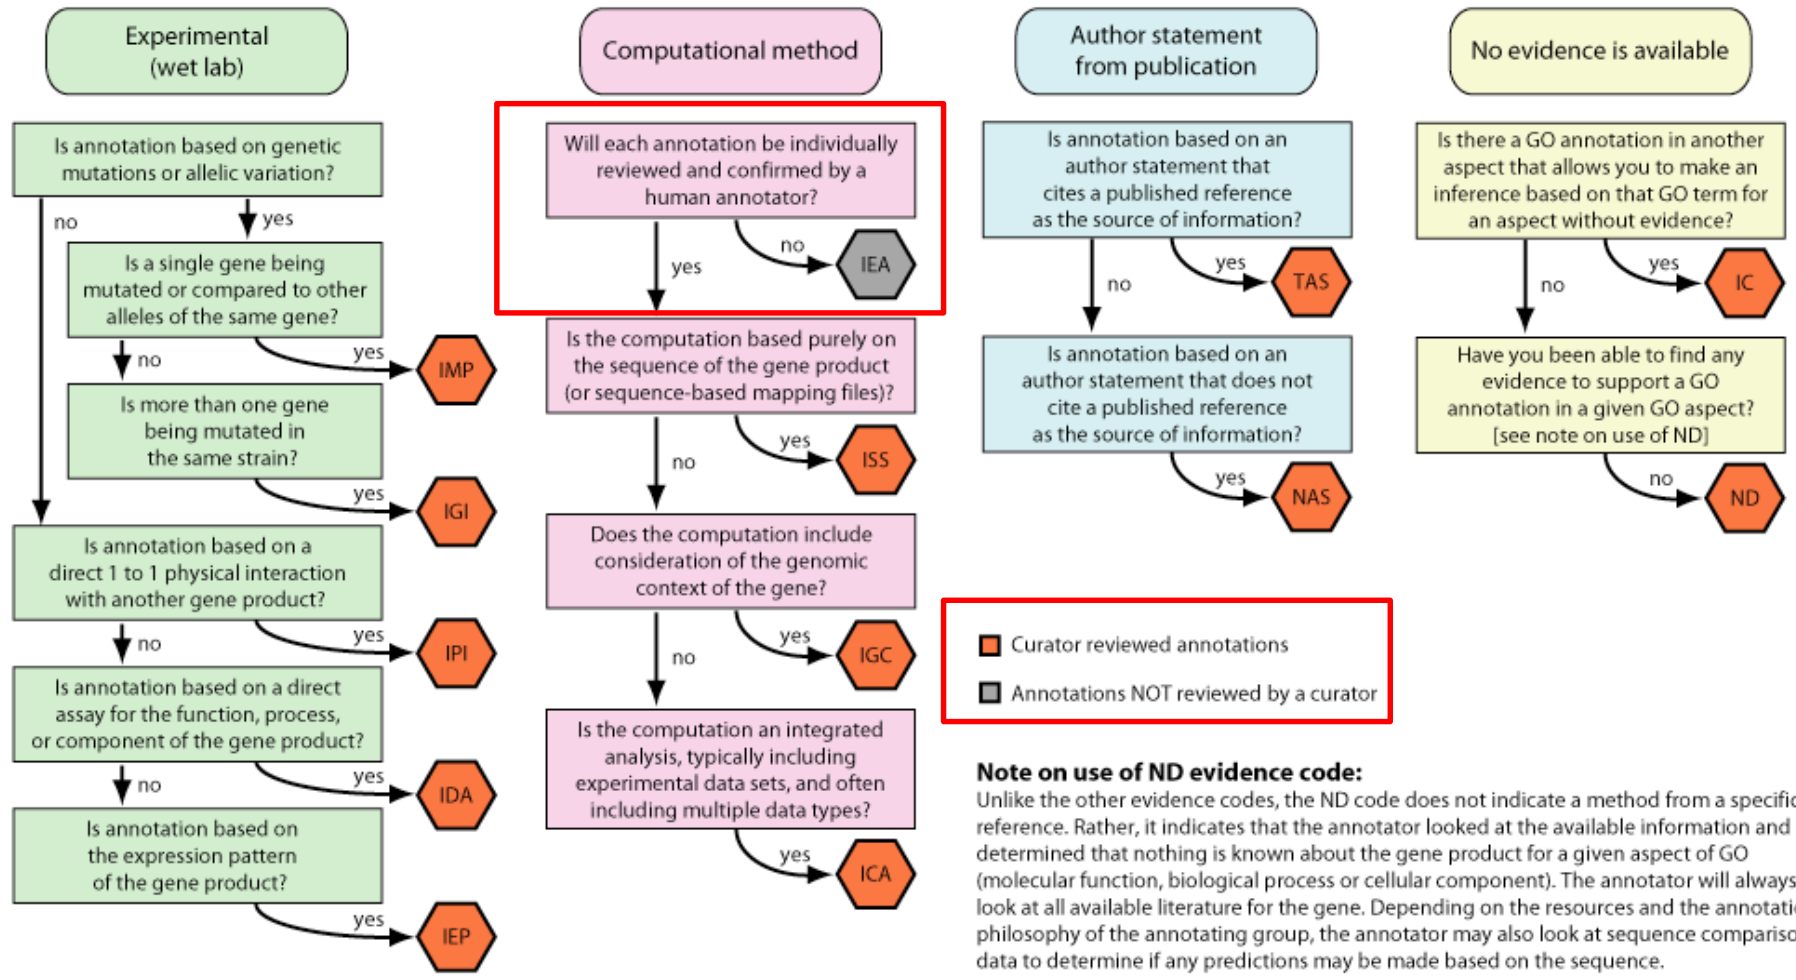 Experimental
(wet lab)
Is annotation based on genetic
mutations or allelic variation?
no
yes
Is a single gene being
mutated or compared to other
alleles of the same gene?
no
yes
IMP
Is more than one gene
being mutated in
the same strain?
yes
IGI
Is annotation based on a
direct 1 to 1 physical interaction
with another gene product?
no
yes
IPI
Is annotation based on a direct
assay for the function, process,
or component of the gene product?
no
yes
IDA
Is annotation based on
the expression pattern
of the gene product?
yes
IEP
Computational method
Will each annotation be individually
reviewed and confirmed by a
human annotator?
no
IEA
yes
Is the computation based purely on
the sequence of the gene product
(or sequence-based mapping files)?
yes
ISS
no
Does the computation include
consideration of the genomic
context of the gene?
yes
IGC
no
Is the computation an integrated
analysis, typically including
experimental data sets, and often
including multiple data types?
yes
ICA
Author statement
from publication
Is annotation based on an
author statement that
cites a published reference
as the source of information?
yes
TAS
no
Is annotation based on an
author statement that does not
cite a published reference
as the source of information?
yes
NAS
No evidence is available
Is there a GO annotation in another
aspect that allows you to make an
inference based on that GO term for
an aspect without evidence?
yes
IC
no
Have you been able to find any
evidence to support a GO
annotation in a given GO aspect?
[see note on use of ND]
no
ND
Curator reviewed annotations
Annotations NOT reviewed by a curator
Note on use of ND evidence code:
Unlike the other evidence codes, the ND code does not indicate a method from a specific
reference. Rather, it indicates that the annotator looked at the available information and
determined that nothing is known about the gene product for a given aspect of GO
(molecular function, biological process or cellular component). The annotator will always
look at all available literature for the gene. Depending on the resources and the annotati
philosophy of the annotating group, the annotator may also look at sequence compariso
data to determine if any predictions may be made based on the sequence.